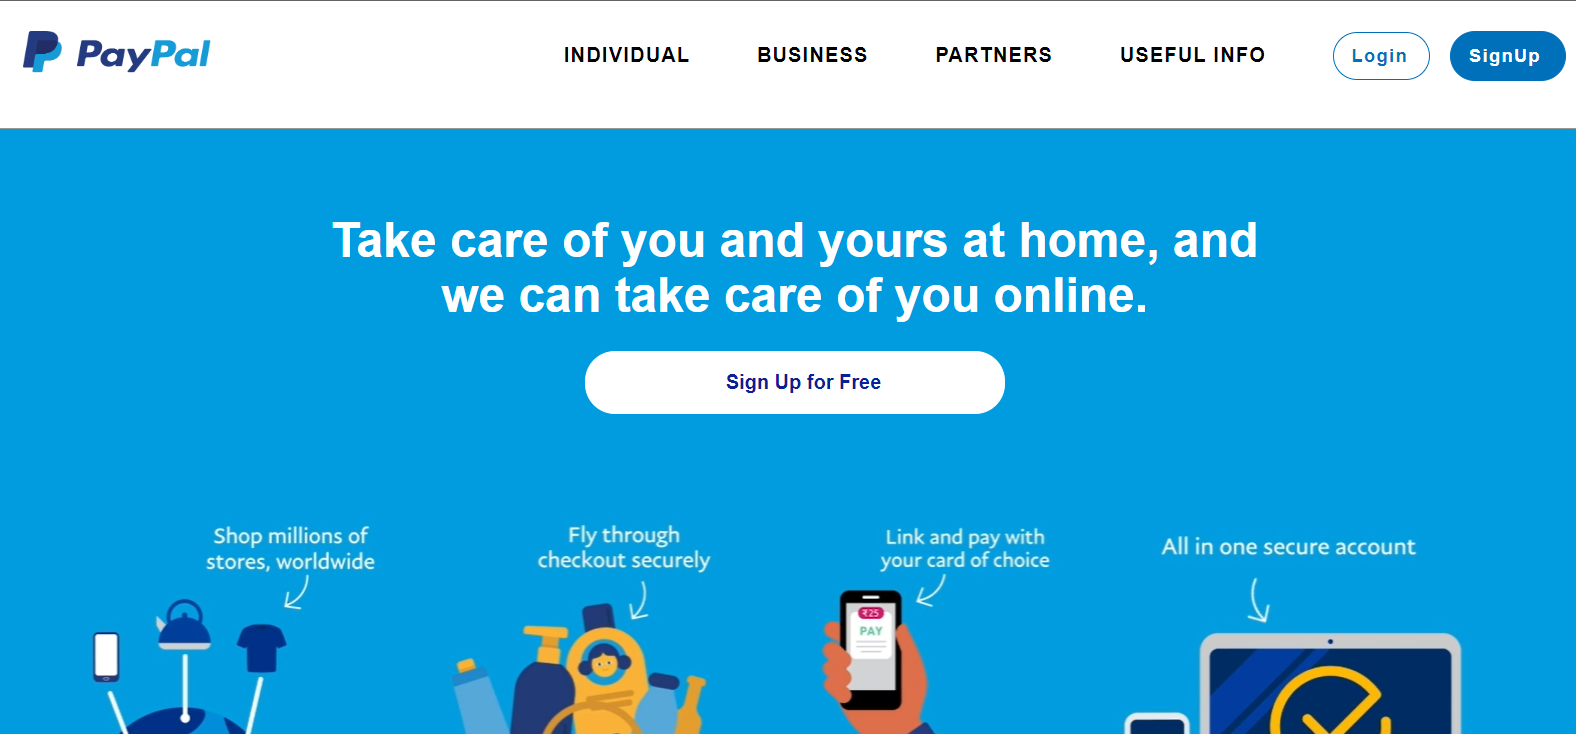 PayPal
INDIVIDUAL
BUSINESS
PARTNERS
USEFUL INFO
Login
SignUp
Take care of you and yours at home, and
we can take care of you online.
Sign Up for Free
Shop millions of
stores, worldwide
Fly through
checkout securely
Link and pay with
your card of choice
All in one secure account
₹25
PAY